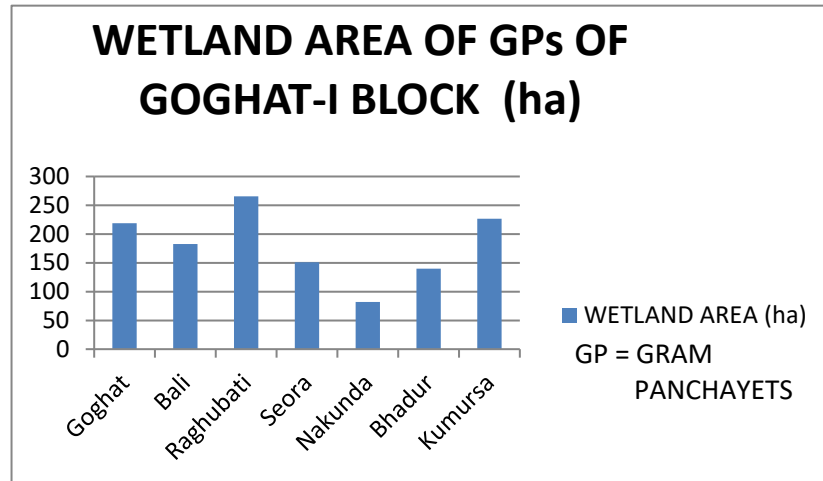 WETLAND AREA OF GPs OF
GOGHAT-I BLOCK (ha)
300
250
200
150
100
50
0
Goghat
Bali
Raghubati
Seora
Nakunda
Bhadur
Kumursa
WETLAND AREA (ha)
GP = GRAM
PANCHAYETS